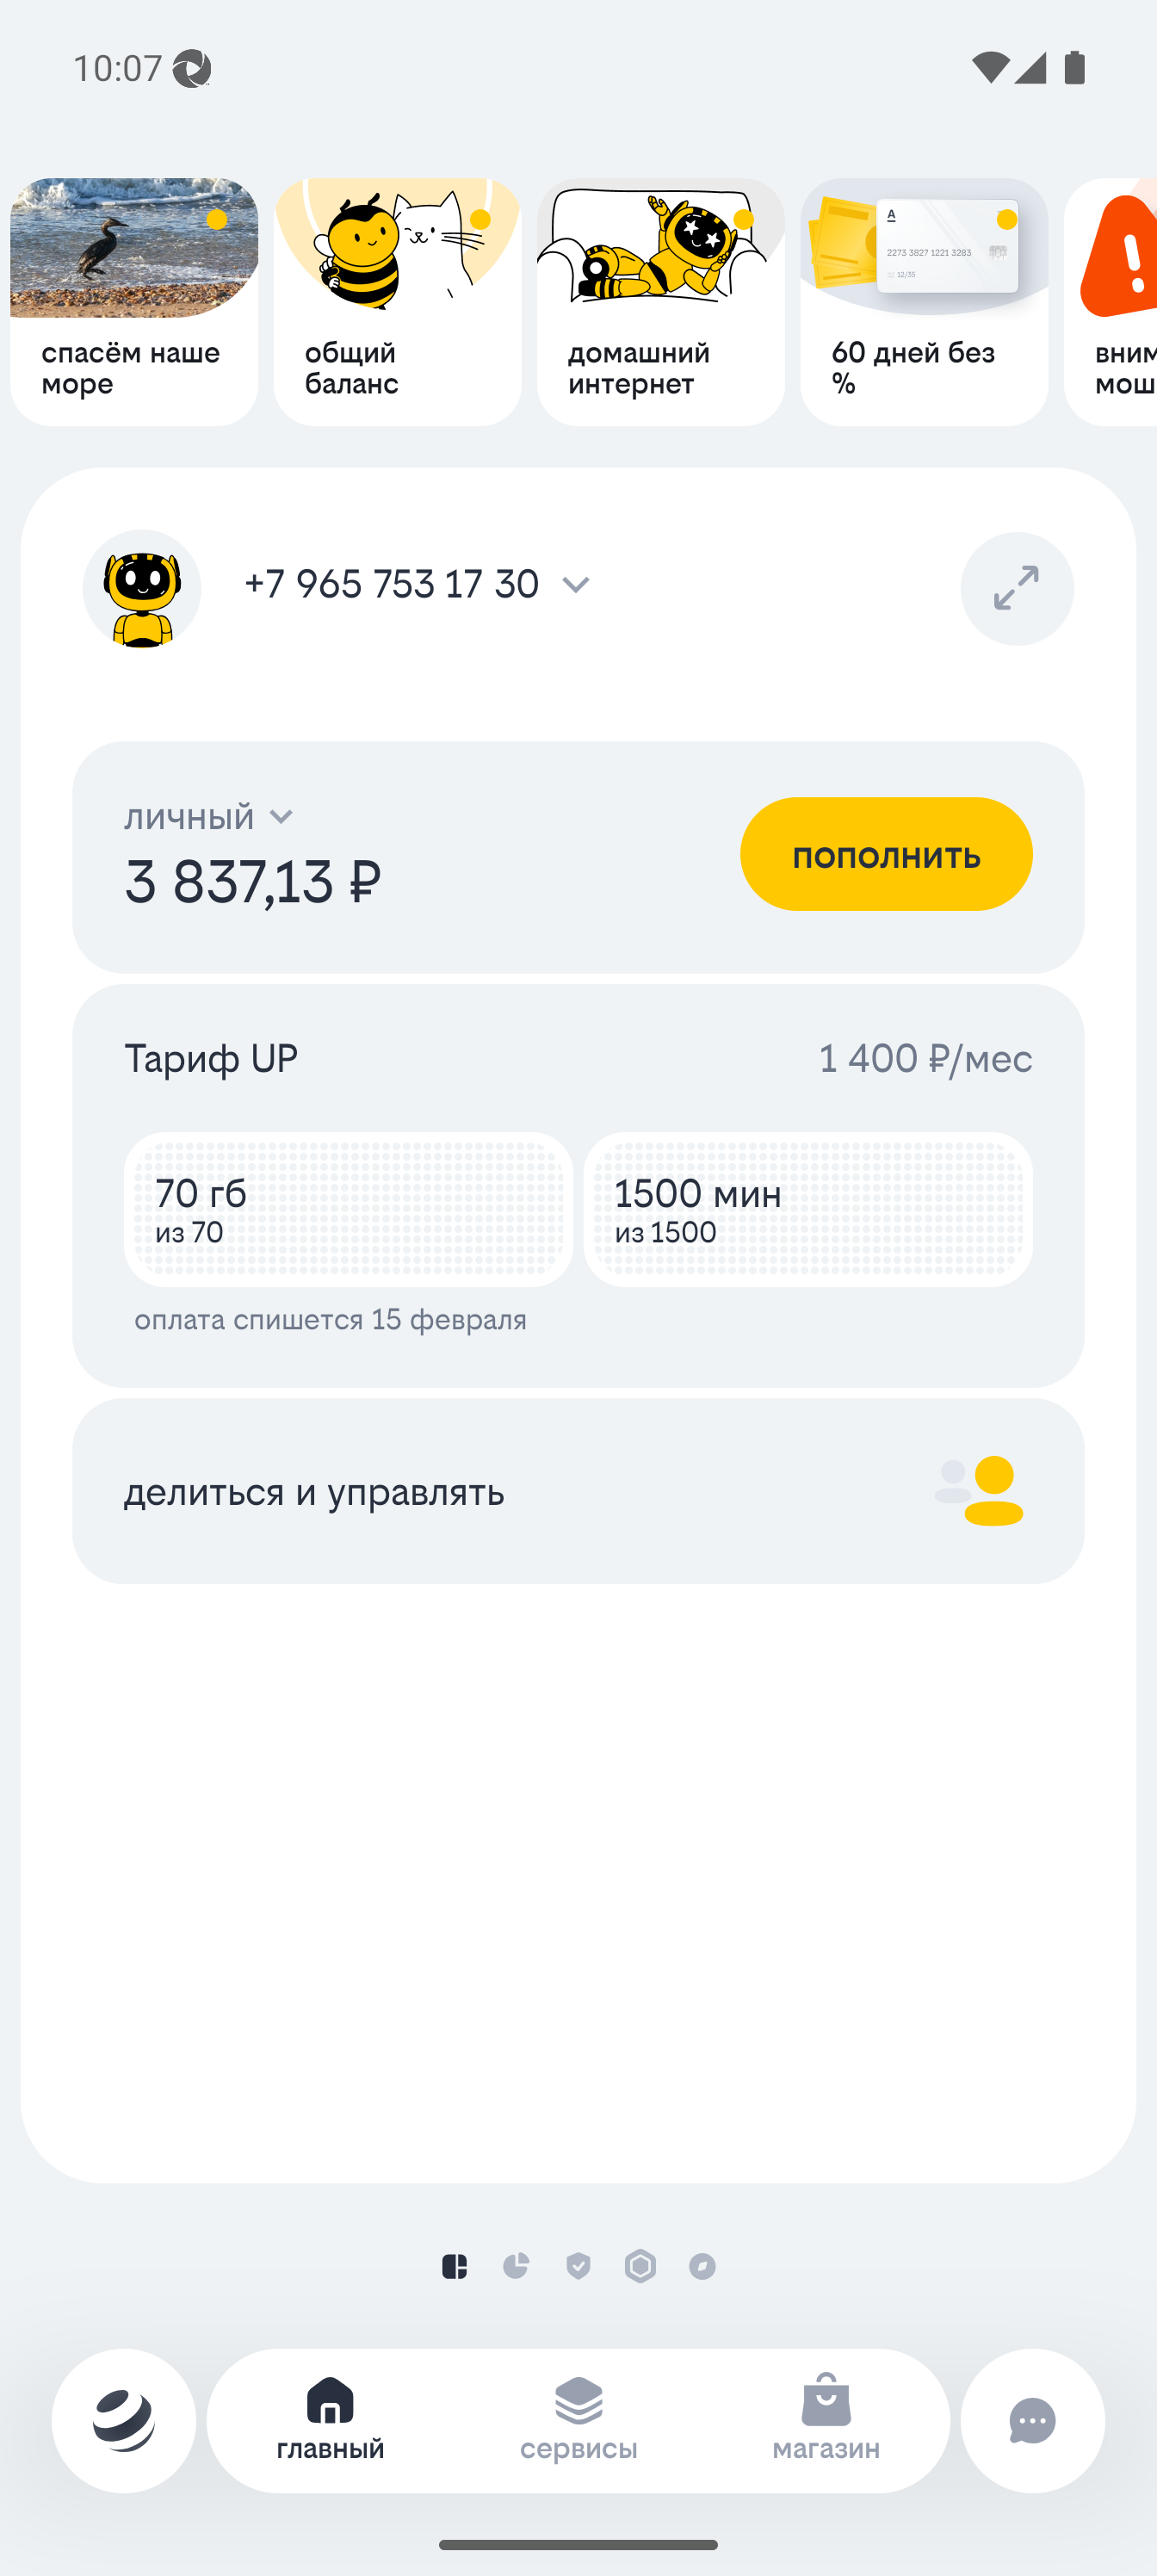 10:07
спасём наше
море
общий
баланс
домашний
интернет
A
2273 3827 1221 3283
12/35
60 дней без
%
+7 965 753 17 30
личный
3 837,13 ₽
пополнить
Тариф UP
1 400 ₽/мес
70 гб
из 70
1500 мин
из 1500
оплата спишется 15 февраля
делиться и управлять
главный
сервисы
магазин